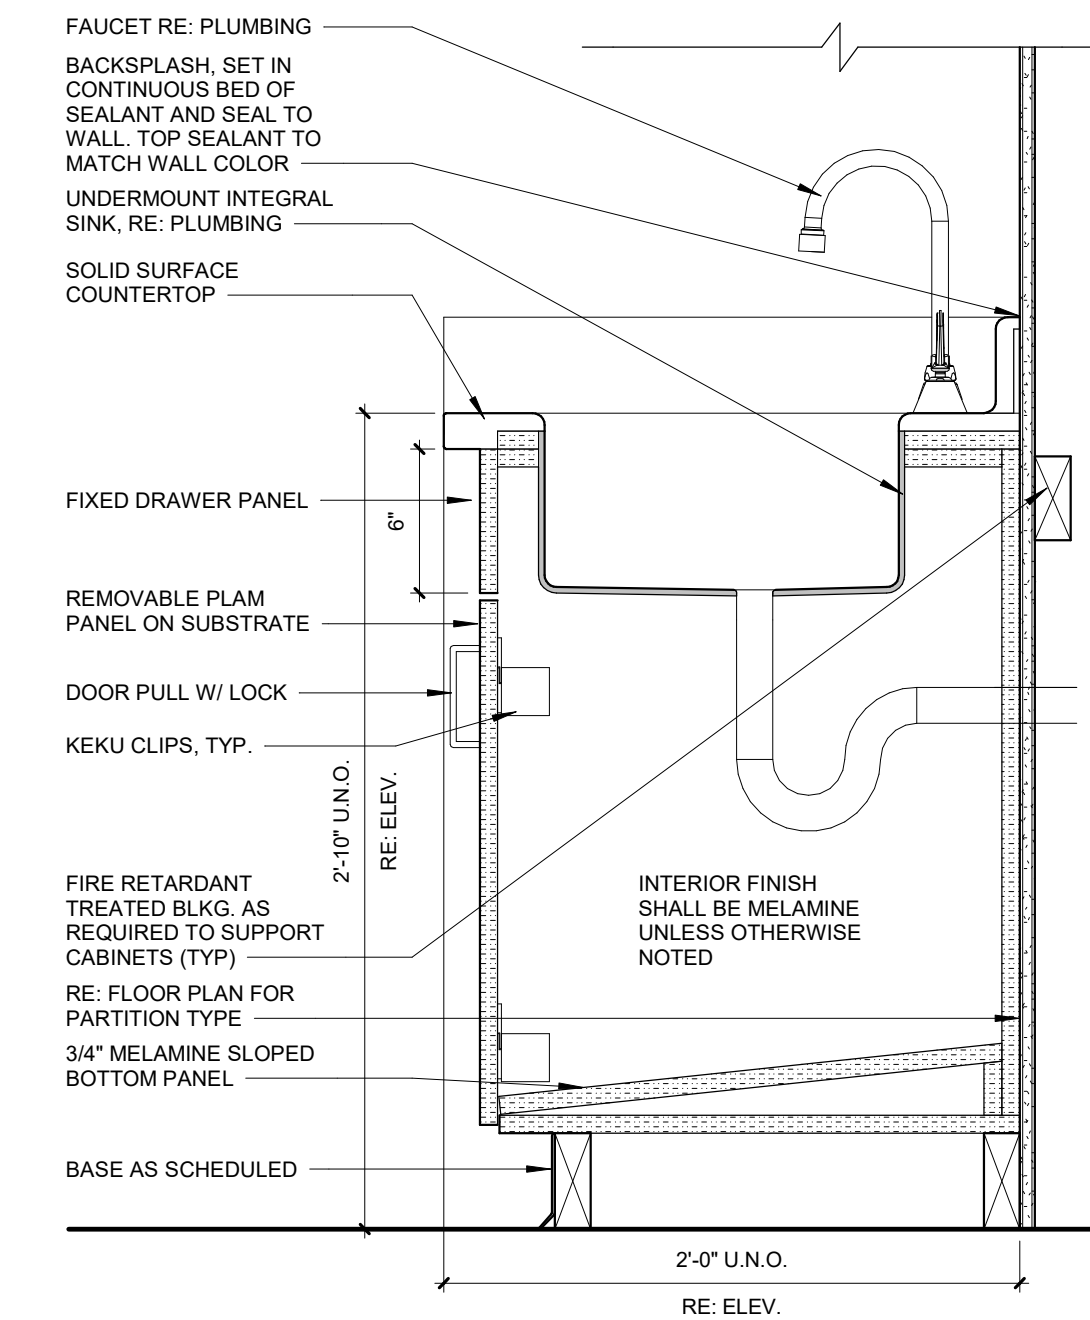 FAUCET RE: PLUMBING
BACKSPLASH, SET IN
CONTINUOUS BED OF
SEALANT AND SEAL TO
WALL. TOP SEALANT TO
MATCH WALL COLOR
UNDERMOUNT INTEGRAL
SINK, RE: PLUMBING
SOLID SURFACE
COUNTERTOP
FIXED DRAWER PANEL
6"
REMOVABLE PLAM
PANEL ON SUBSTRATE
DOOR PULL W/ LOCK
KEKU CLIPS, TYP.
2'-10" U.N.O.
RE: ELEV.
FIRE RETARDANT
TREATED BLKG. AS
REQUIRED TO SUPPORT
CABINETS (TYP)
INTERIOR FINISH
SHALL BE MELAMINE
UNLESS OTHERWISE
NOTED
RE: FLOOR PLAN FOR
PARTITION TYPE
3/4" MELAMINE SLOPED
BOTTOM PANEL
BASE AS SCHEDULED
2'-0" U.N.O.
RE: ELEV.